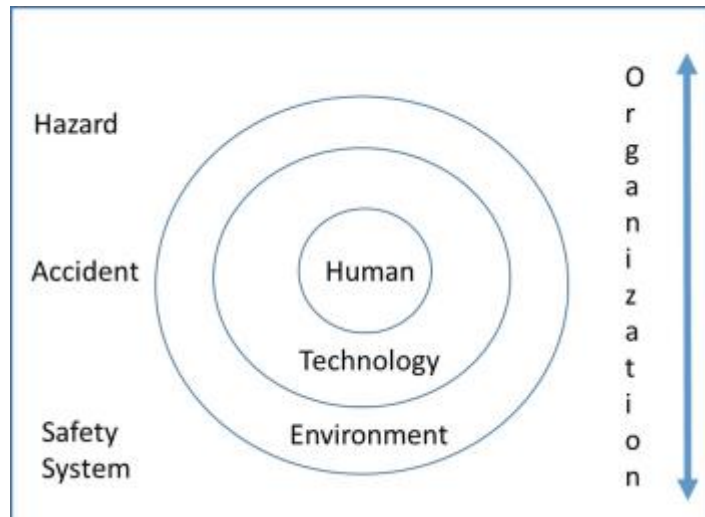 Hazard
Accident
Safety
System
Human
Technology
Environment
O
r
g
a
n
i
z
a
t
i
o
n